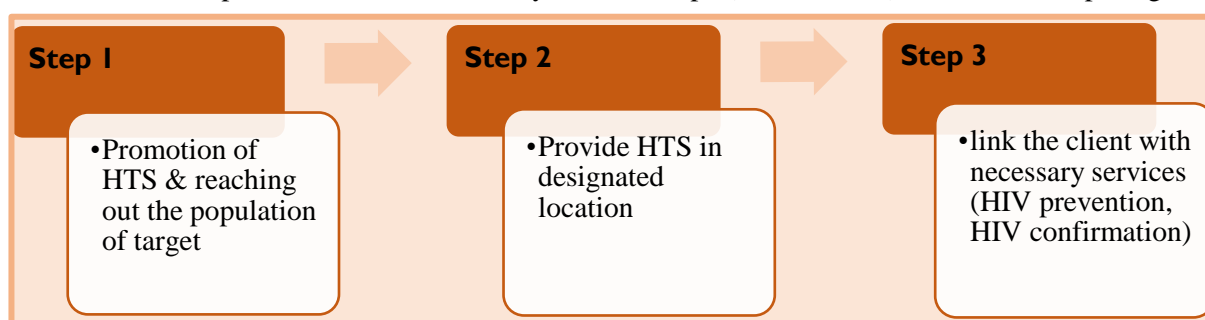 Step 1
•Promotion of
HTS & reaching
out the population
of target
Step 2
•Provide HTS in
designated
location
Step 3
•link the client with
necessary services
(HIV prevention,
HIV confirmation)